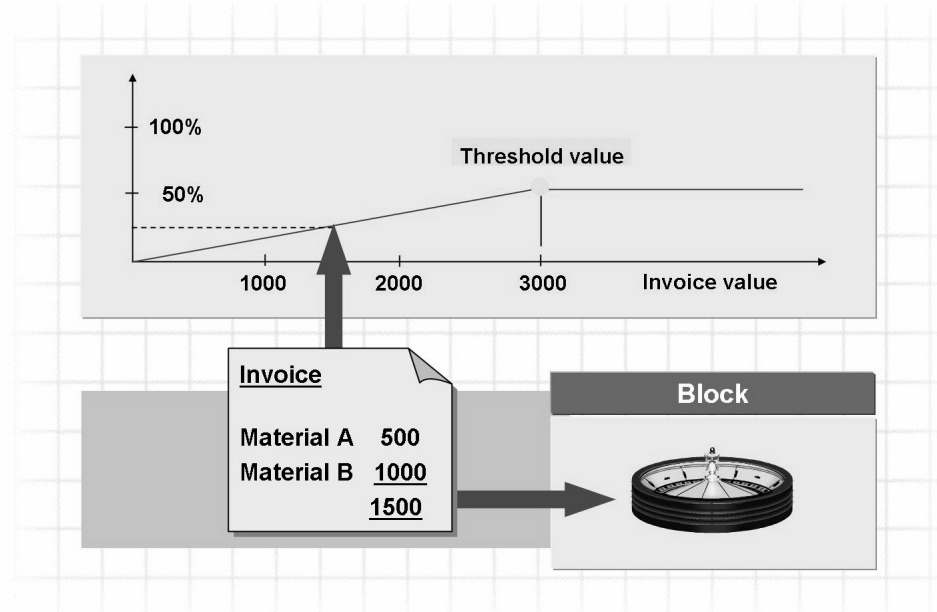 100%
Threshold value
50%
1000 2000 3000 Invoice value
Invoice
Block
Material A 500
Material B 1000
1500